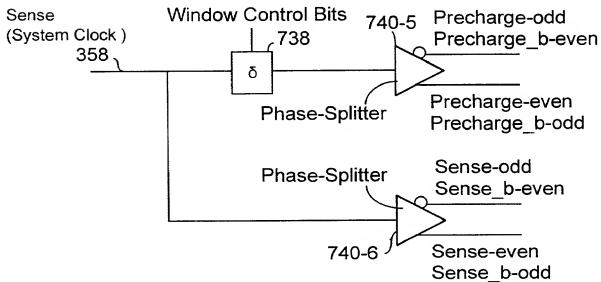 Sense
(System Clock )
358
Window Control Bits
738
δ
740-5
Precharge-odd
Precharge_b-even
Phase-Splitter
Precharge-even
Precharge_b-odd
Phase-Splitter
Sense-odd
Sense_b-even
740-6
Sense-even
Sense_b-odd